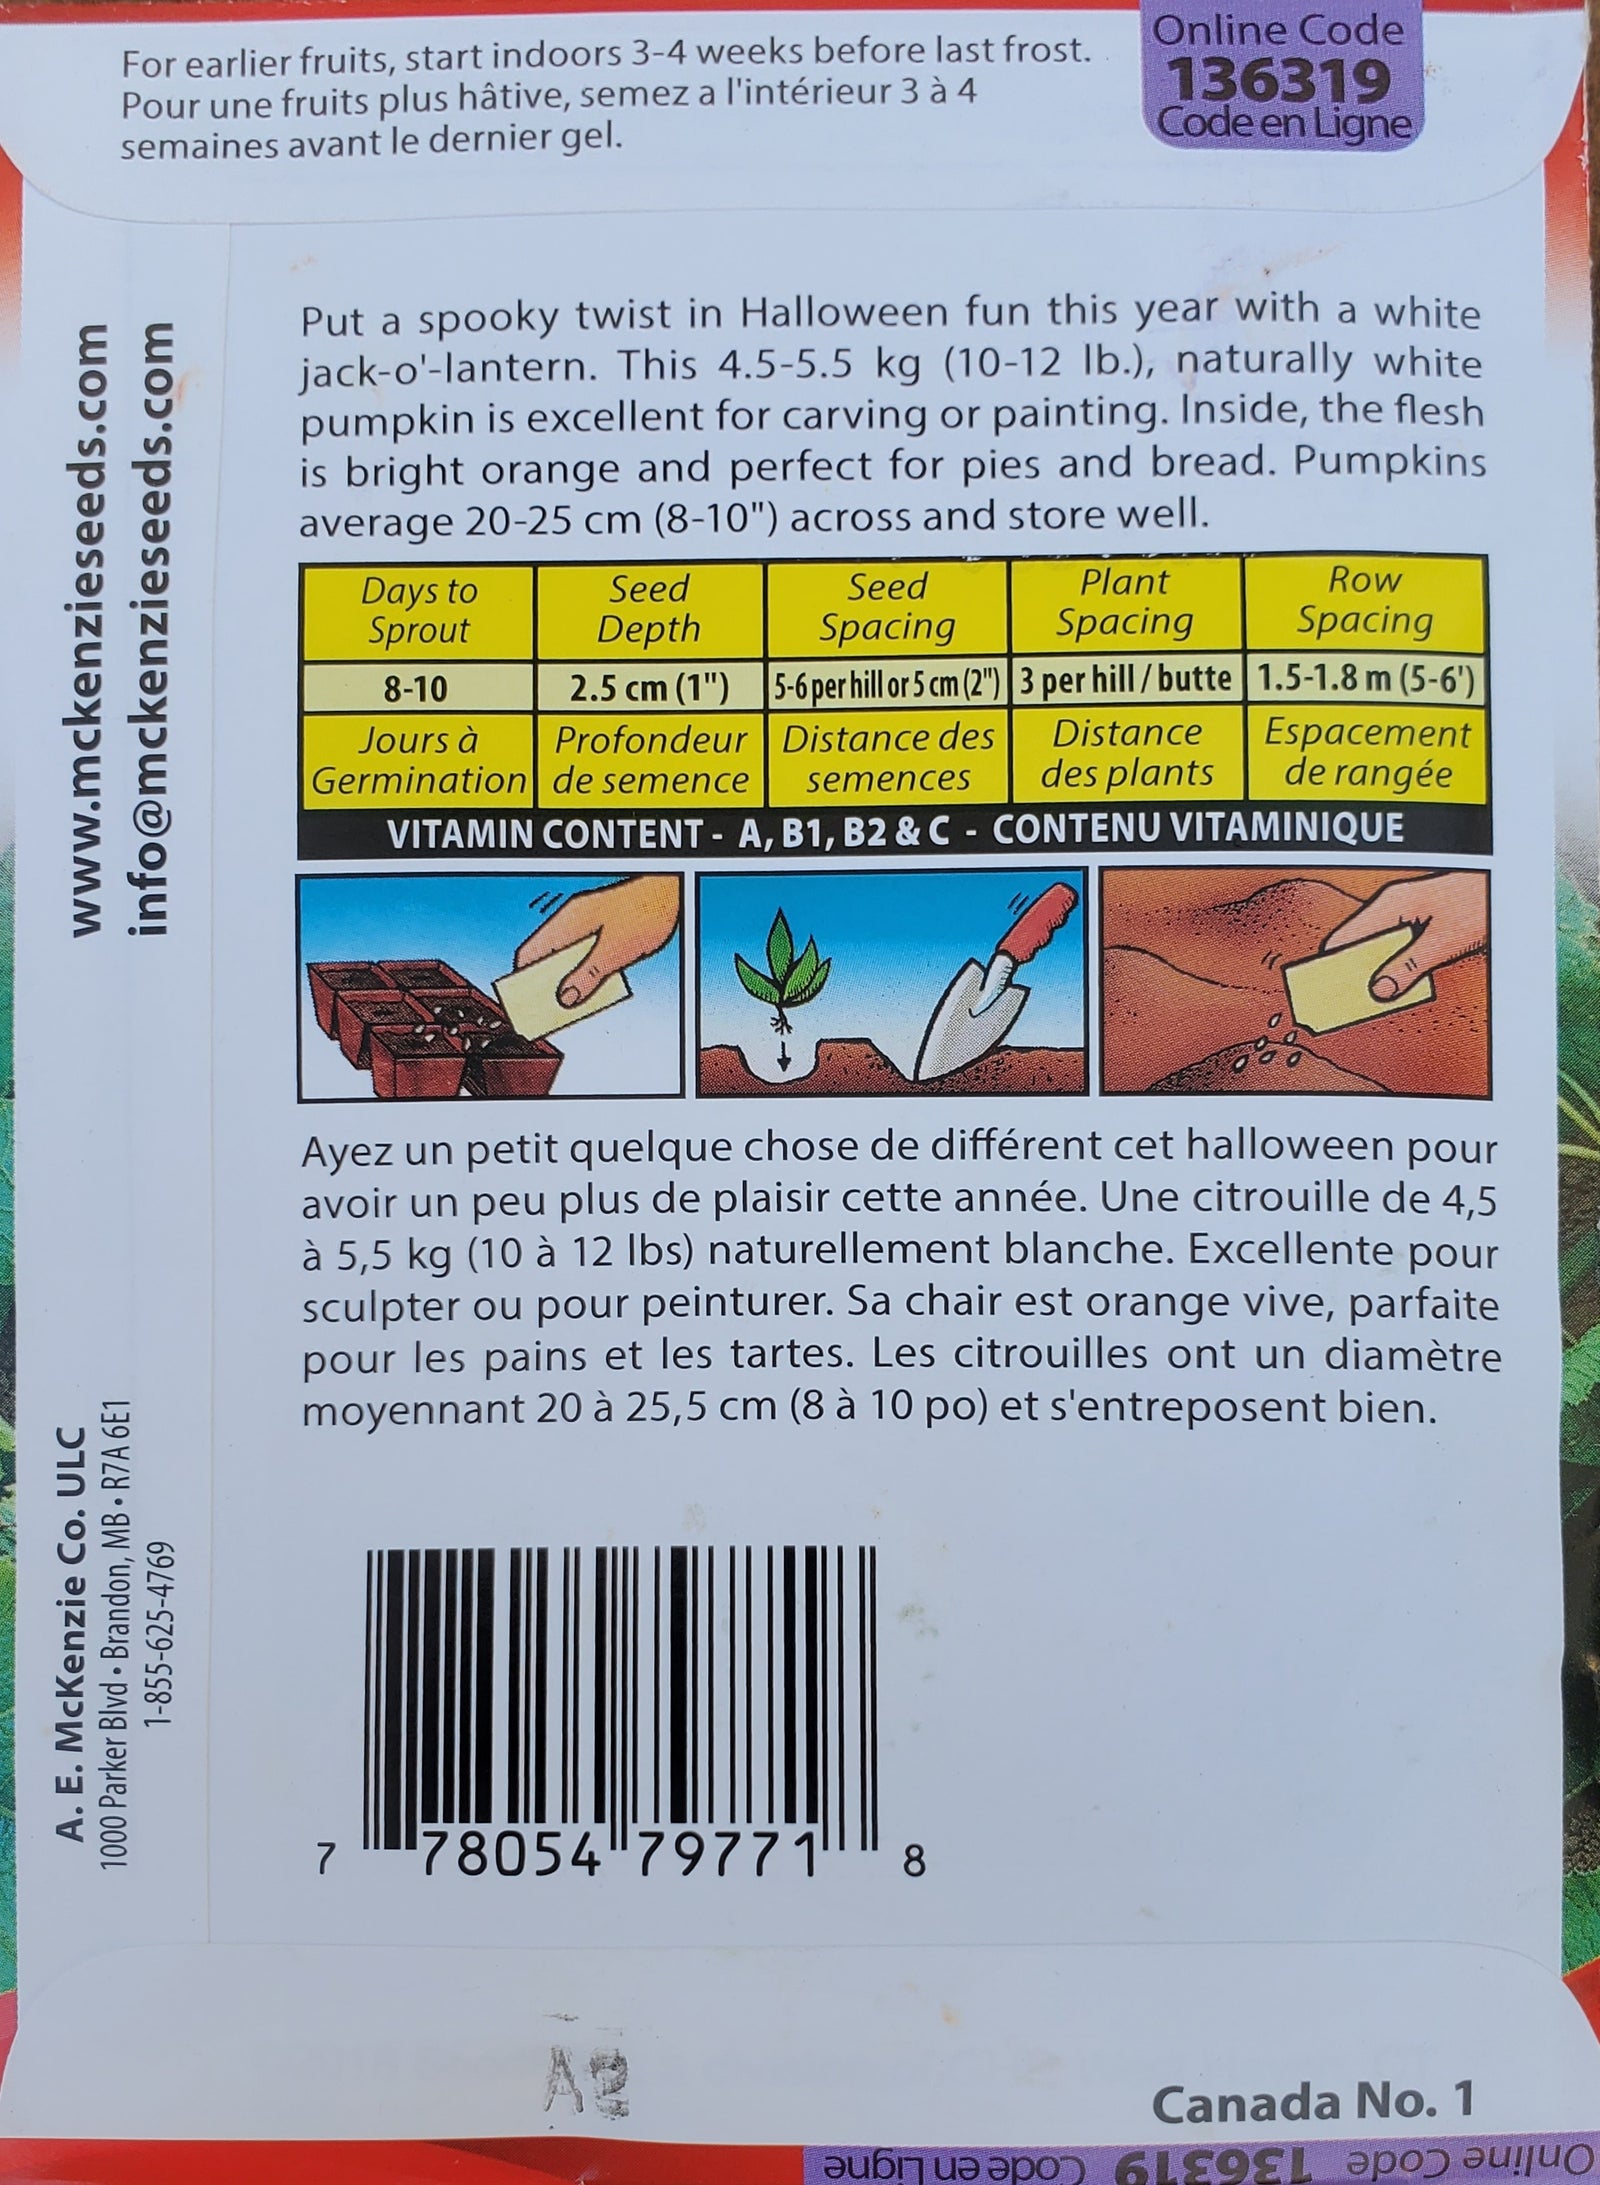 For earlier fruits, start indoors 3-4 weeks before last frost.
Pour une fruits plus hâtive, semez a l'intérieur 3 à 4
semaines avant le dernier gel.
Online Code
136319
Code en Ligne
www.mckenzieseeds.com
info@mckenzieseeds.com
Put a spooky twist in Halloween fun this year with a white
jack-o'-lantern. This 4.5-5.5 kg (10-12 lb.), naturally white
pumpkin is excellent for carving or painting. Inside, the flesh
is bright orange and perfect for pies and bread. Pumpkins
average 20-25 cm (8-10") across and store well.
Days to Sprout
Seed Depth
Seed Spacing
Plant Spacing
Row Spacing
8-10
2.5 cm (1")
5-6 per hill or 5 cm (2")
3 per hill / butte
1.5-1.8 m (5-6')
Jours à Germination
Profondeur de semence
Distance des semences
Distance des plants
Espacement de rangée
VITAMIN CONTENT - A, B1, B2 & C - CONTENU VITAMINIQUE
Ayez un petit quelque chose de différent cet halloween pour
avoir un peu plus de plaisir cette année. Une citrouille de 4,5
à 5,5 kg (10 à 12 lbs) naturellement blanche. Excellente pour
sculpter ou pour peinturer. Sa chair est orange vive, parfaite
pour les pains et les tartes. Les citrouilles ont un diamètre
moyennant 20 à 25,5 cm (8 à 10 po) et s'entreposent bien.
A. E. McKenzie Co. ULC
1000 Parker Blvd • Brandon, MB • R7A 6E1
1-855-625-4769
7 78054 79771 8
Canada No. 1
Online Code 136319 Code en Ligne